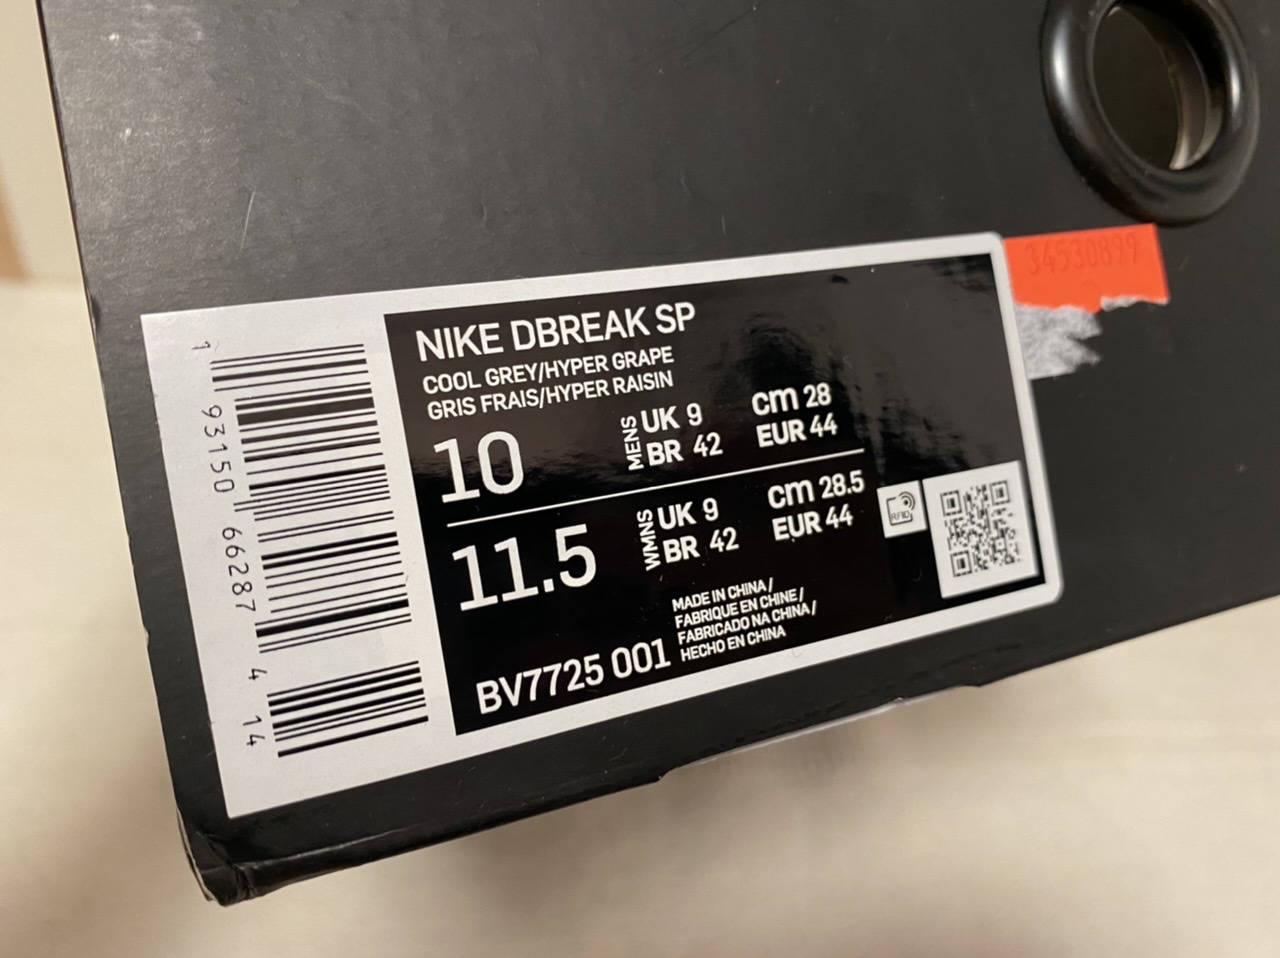 34530899
NIKE DBREAK SP
COOL GREY/HYPER GRAPE
GRIS FRAIS/HYPER RAISIN
10
MENS
UK 9
BR 42
cm 28
EUR 44
11.5
WMNS
UK 9
BR 42
cm 28.5
EUR 44
RFID
MADE IN CHINA/
FABRIQUE EN CHINE/
FABRICADO NA CHINA/
HECHO EN CHINA
BV7725 001
1 93150 66287 4 14